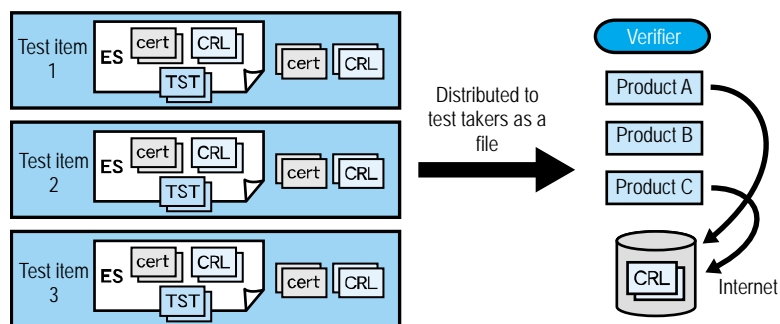 Test item
1
ES
cert
CRL
TST
cert
CRL
Test item
2
ES
cert
CRL
TST
cert
CRL
Test item
3
ES
cert
CRL
TST
cert
CRL
Distributed to
test takers as a
file
Verifier
Product A
Product B
Product C
CRL
Internet